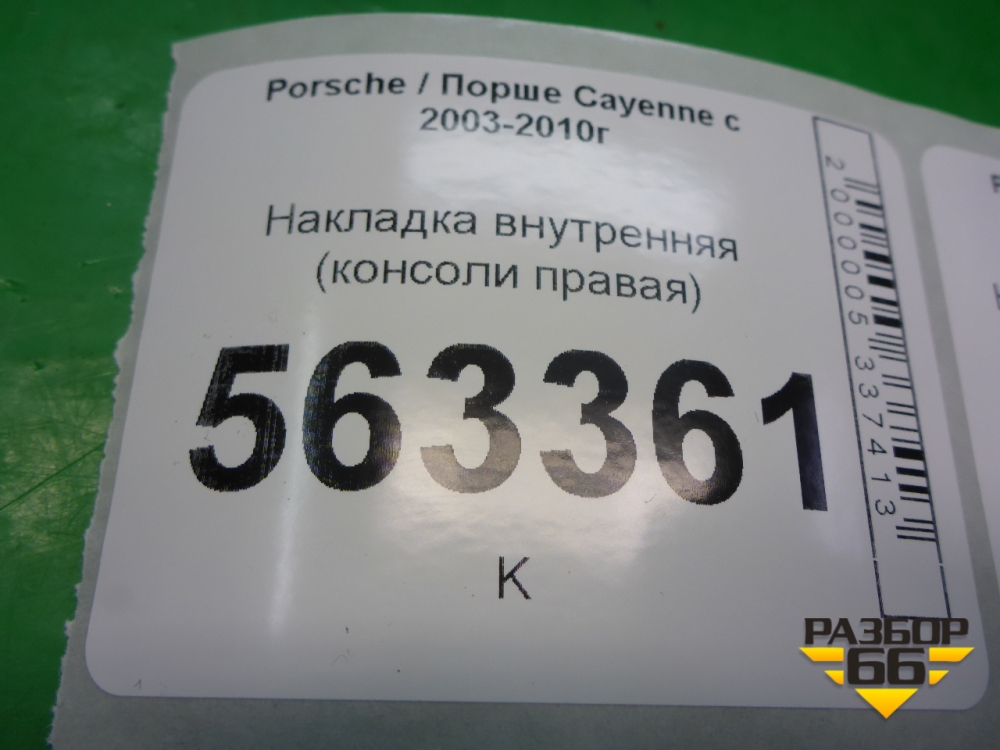 Porsche / Порше Cayenne с
2003-2010г
Накладка внутренняя
(консоли правая)
563361
К
2000005337413
РАЗБОР
66